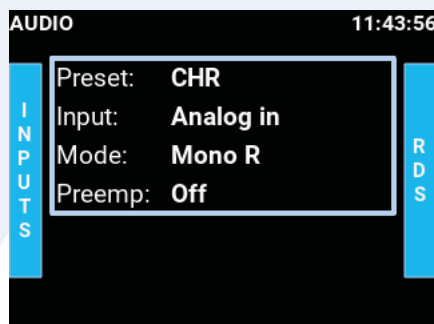 AUDIO 11:43:56
INPUTS
Preset: CHR
Input: Analog in
Mode: Mono R
Preemp: Off
RDS